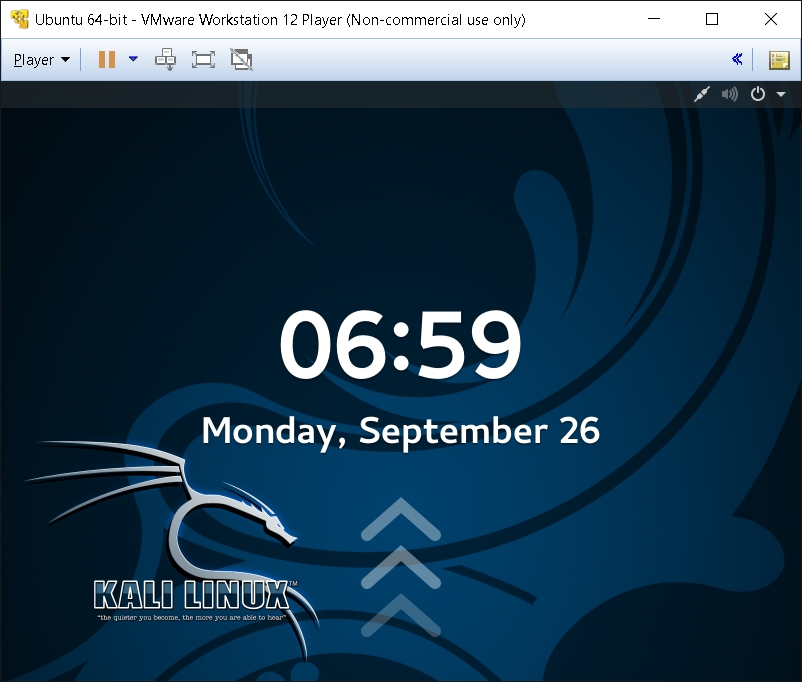 Ubuntu 64-bit - VMware Workstation 12 Player (Non-commercial use only)
Player
06:59
Monday, September 26
KALI LINUX™
"the quieter you become, the more you are able to hear"